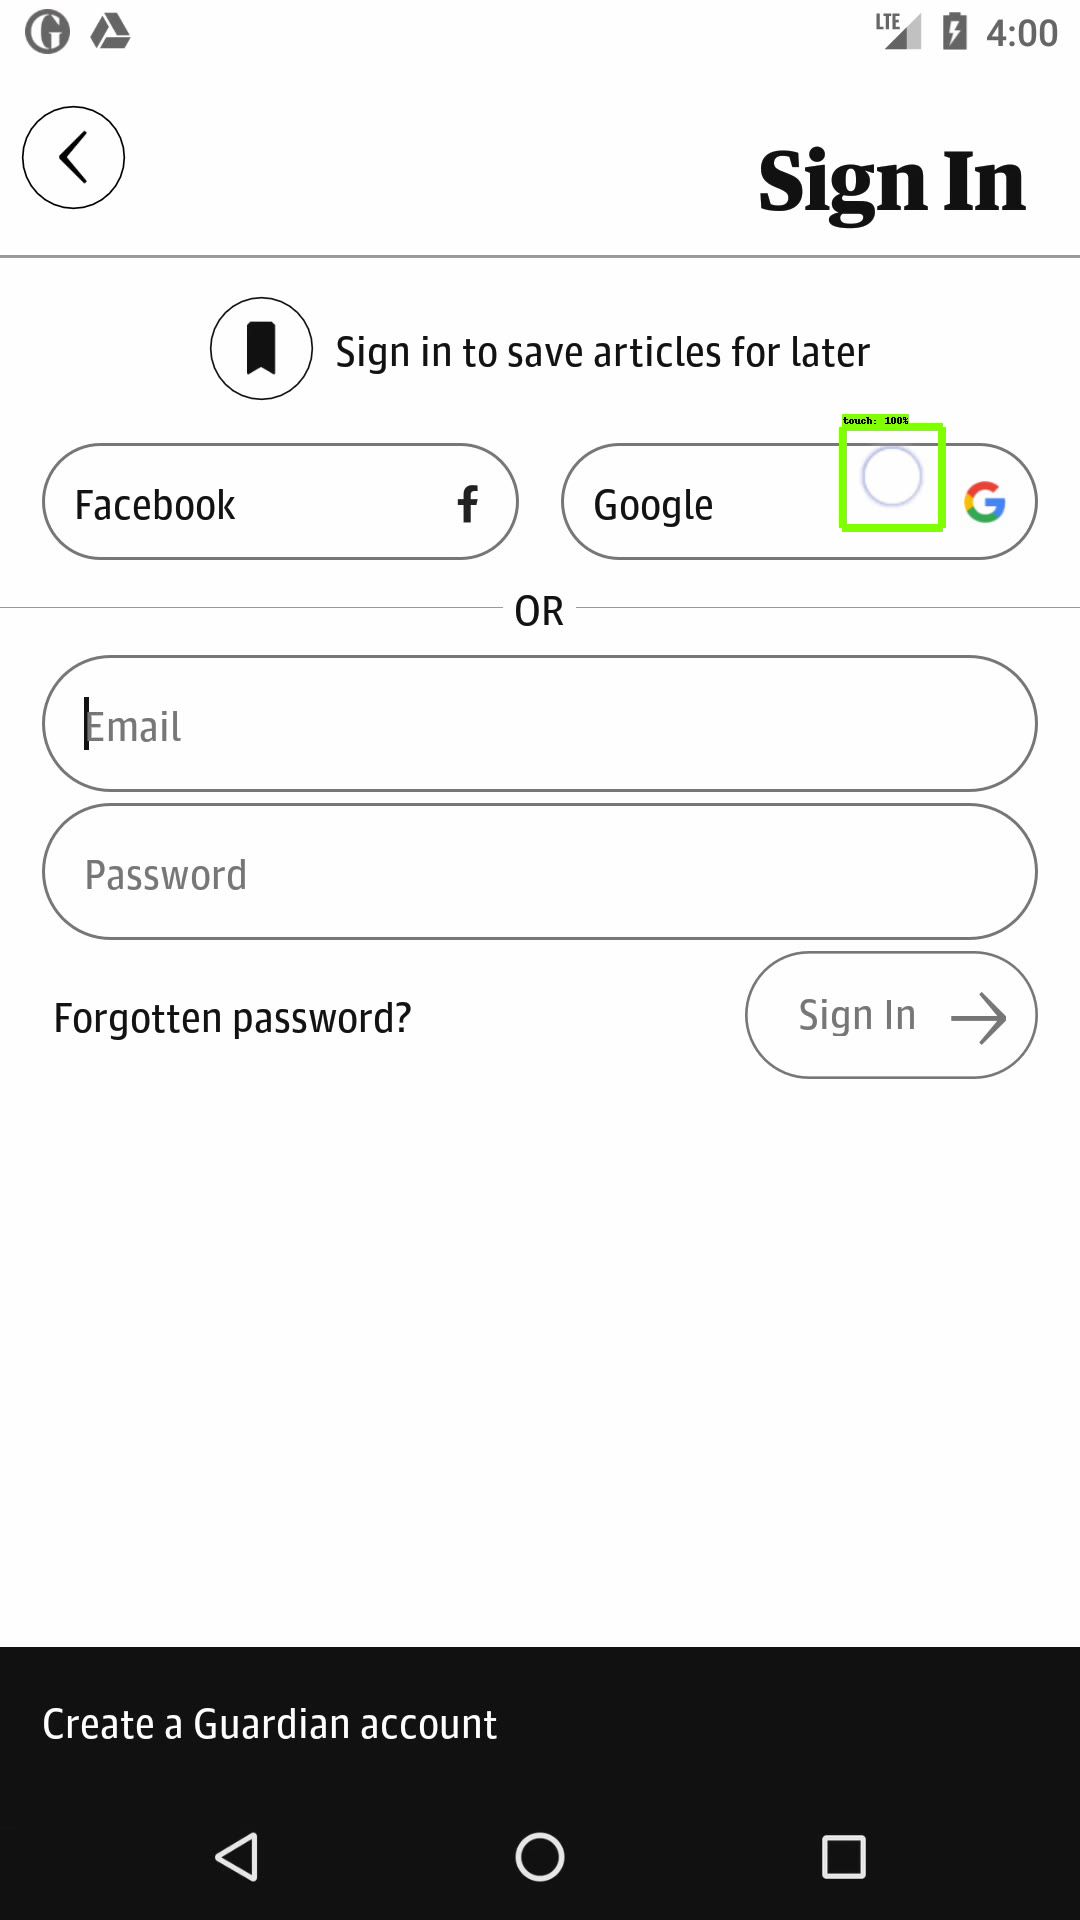 LTE 4:00
Sign In
Sign in to save articles for later
touch: 100%
Facebook
Google
OR
Email
Password
Forgotten password?
Sign In
Create a Guardian account